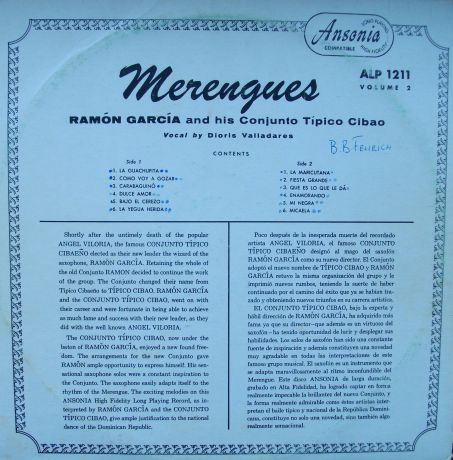 Ansonia
LONG PLAYING
COMPATIBLE
HIGH FIDELITY
ALP 1211
VOLUME 2
Merengues
RAMÓN GARCÍA and his Conjunto Típico Cibao
Vocal by Dioris Valladares
B.B FEHRICH
CONTENTS
Side 1
1. LA GUACHUPITA
2. COMO VOY A GOZAR
3. CARABAGUINÓ
4. DULCE AMOR
5. BAJO EL CEREZO
6. LA YEGUA HERIDA
Side 2
1. LA MARICUTANA
2. FIESTA GRANDE
3. QUE ES LO QUE LE DÁ
4. ENAMORANDO
5. MI NEGRA
6. MICAELA
Shortly after the untimely death of the popular
ANGEL VILORIA, the famous CONJUNTO TÍPICO
CIBAEÑO elected as their new leader the wizard of the
saxophone, RAMÓN GARCÍA. Retaining the whole of
the old Conjunto RAMON decided to continue the work
of the group. The Conjunto changed their name from
Típico Cibaeño to TÍPICO CIBAO. RAMÓN GARCÍA
and the CONJUNTO TÍPICO CIBAO, went on with
their career and were fortunate in being able to achieve
as much fame and success with their new leader, as they
did with the well known ANGEL VILORIA.
The CONJUNTO TÍPICO CIBAO, now under the
baton of RAMÓN GARCÍA, enjoyed a new found free-
dom. The arrangements for the new Conjunto gave
RAMÓN ample opportunity to express himself. His sen-
sational saxophone solos were a constant inspiration to
the Conjunto. The saxophone easily adapts itself to the
rhythm of the Merengue. The exciting melodies on this
ANSONIA High Fidelity Long Playing Record, as in-
terpreted by RAMÓN GARCÍA and the CONJUNTO
TÍPICO CIBAO, give ample justification to the national
dance of the Dominican Republic.
Poco después de la inesperada muerte del recordado
artista ANGEL VILORIA, el famoso CONJUNTO
TÍPICO CIBAEÑO designó al mago del saxofón
RAMÓN GARCÍA como su nuevo director. El Conjunto
adoptó el nuevo nombre de TÍPICO CIBAO y RAMÓN
GARCÍA retuvo la misma organización del grupo y le
imprimió nuevos rumbos, teniendo la suerte de haber
continuado por el camino del éxito que ya se habían tra-
zado y obteniendo nuevos triunfos en su carrera artística.
EL CONJUNTO TÍPICO CIBAO, bajo la experta y
hábil dirección de RAMÓN GARCÍA, ha adquirido más
fama ya que su director—que además es un virtuoso del
saxofón—ha tenido oportunidad de lucir y desplegar sus
habilidades. Los solos de saxofón han sido una constante
fuente de inspiración y además constituyen una novedad
muy agradable en todas las interpretaciones de este
famoso grupo musical. El saxofón es un instrumento que
se adapta maravillosamente al ritmo inconfundible del
Merengue. Este disco ANSONIA de larga duración,
grabado en Alta Fidelidad, ha logrado captar en forma
realmente impecable la brillantez del nuevo Conjunto, y
la forma realmente admirable como éstos artistas inter-
pretan el baile típico y nacional de la República Domini-
cana, constituye no solo una novedad, sino también algo
realmente sensacional.